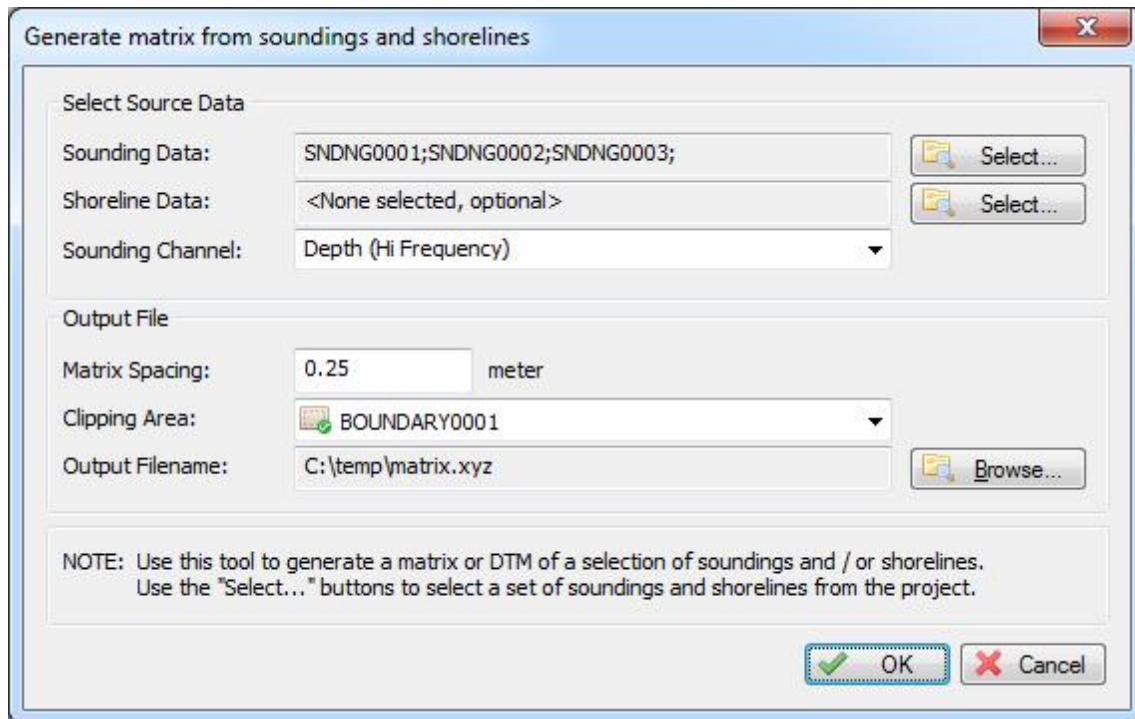 Generate matrix from soundings and shorelines
Select Source Data
Sounding Data: SNDNG0001;SNDNG0002;SNDNG0003; Select...
Shoreline Data: <None selected, optional> Select...
Sounding Channel: Depth (Hi Frequency)
Output File
Matrix Spacing: 0.25 meter
Clipping Area: BOUNDARY0001
Output Filename: C:\temp\matrix.xyz Browse...
NOTE: Use this tool to generate a matrix or DTM of a selection of soundings and / or shorelines.
Use the "Select..." buttons to select a set of soundings and shorelines from the project.
OK Cancel